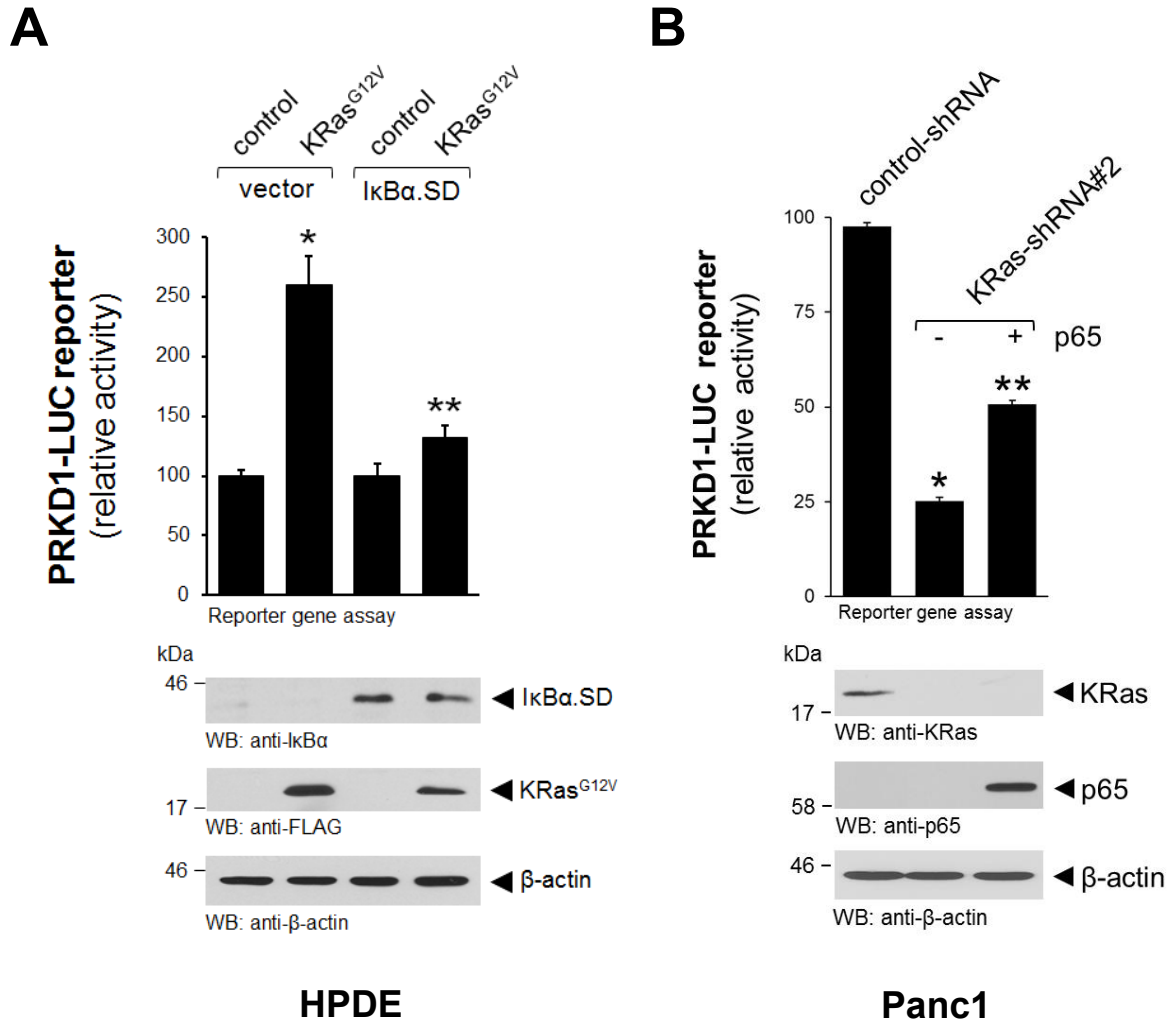 A
control
KRasG12V
control
KRasG12V
vector
IκBα.SD
PRKD1-LUC reporter
(relative activity)
300
250
200
150
100
50
0
*
**
Reporter gene assay
kDa
46
IκBα.SD
WB: anti-IκBα
17
KRasG12V
WB: anti-FLAG
46
β-actin
WB: anti-β-actin
HPDE
B
control-shRNA
KRas-shRNA#2
- + p65
PRKD1-LUC reporter
(relative activity)
100
75
50
25
0
*
**
Reporter gene assay
kDa
17
KRas
WB: anti-KRas
58
p65
WB: anti-p65
46
β-actin
WB: anti-β-actin
Panc1